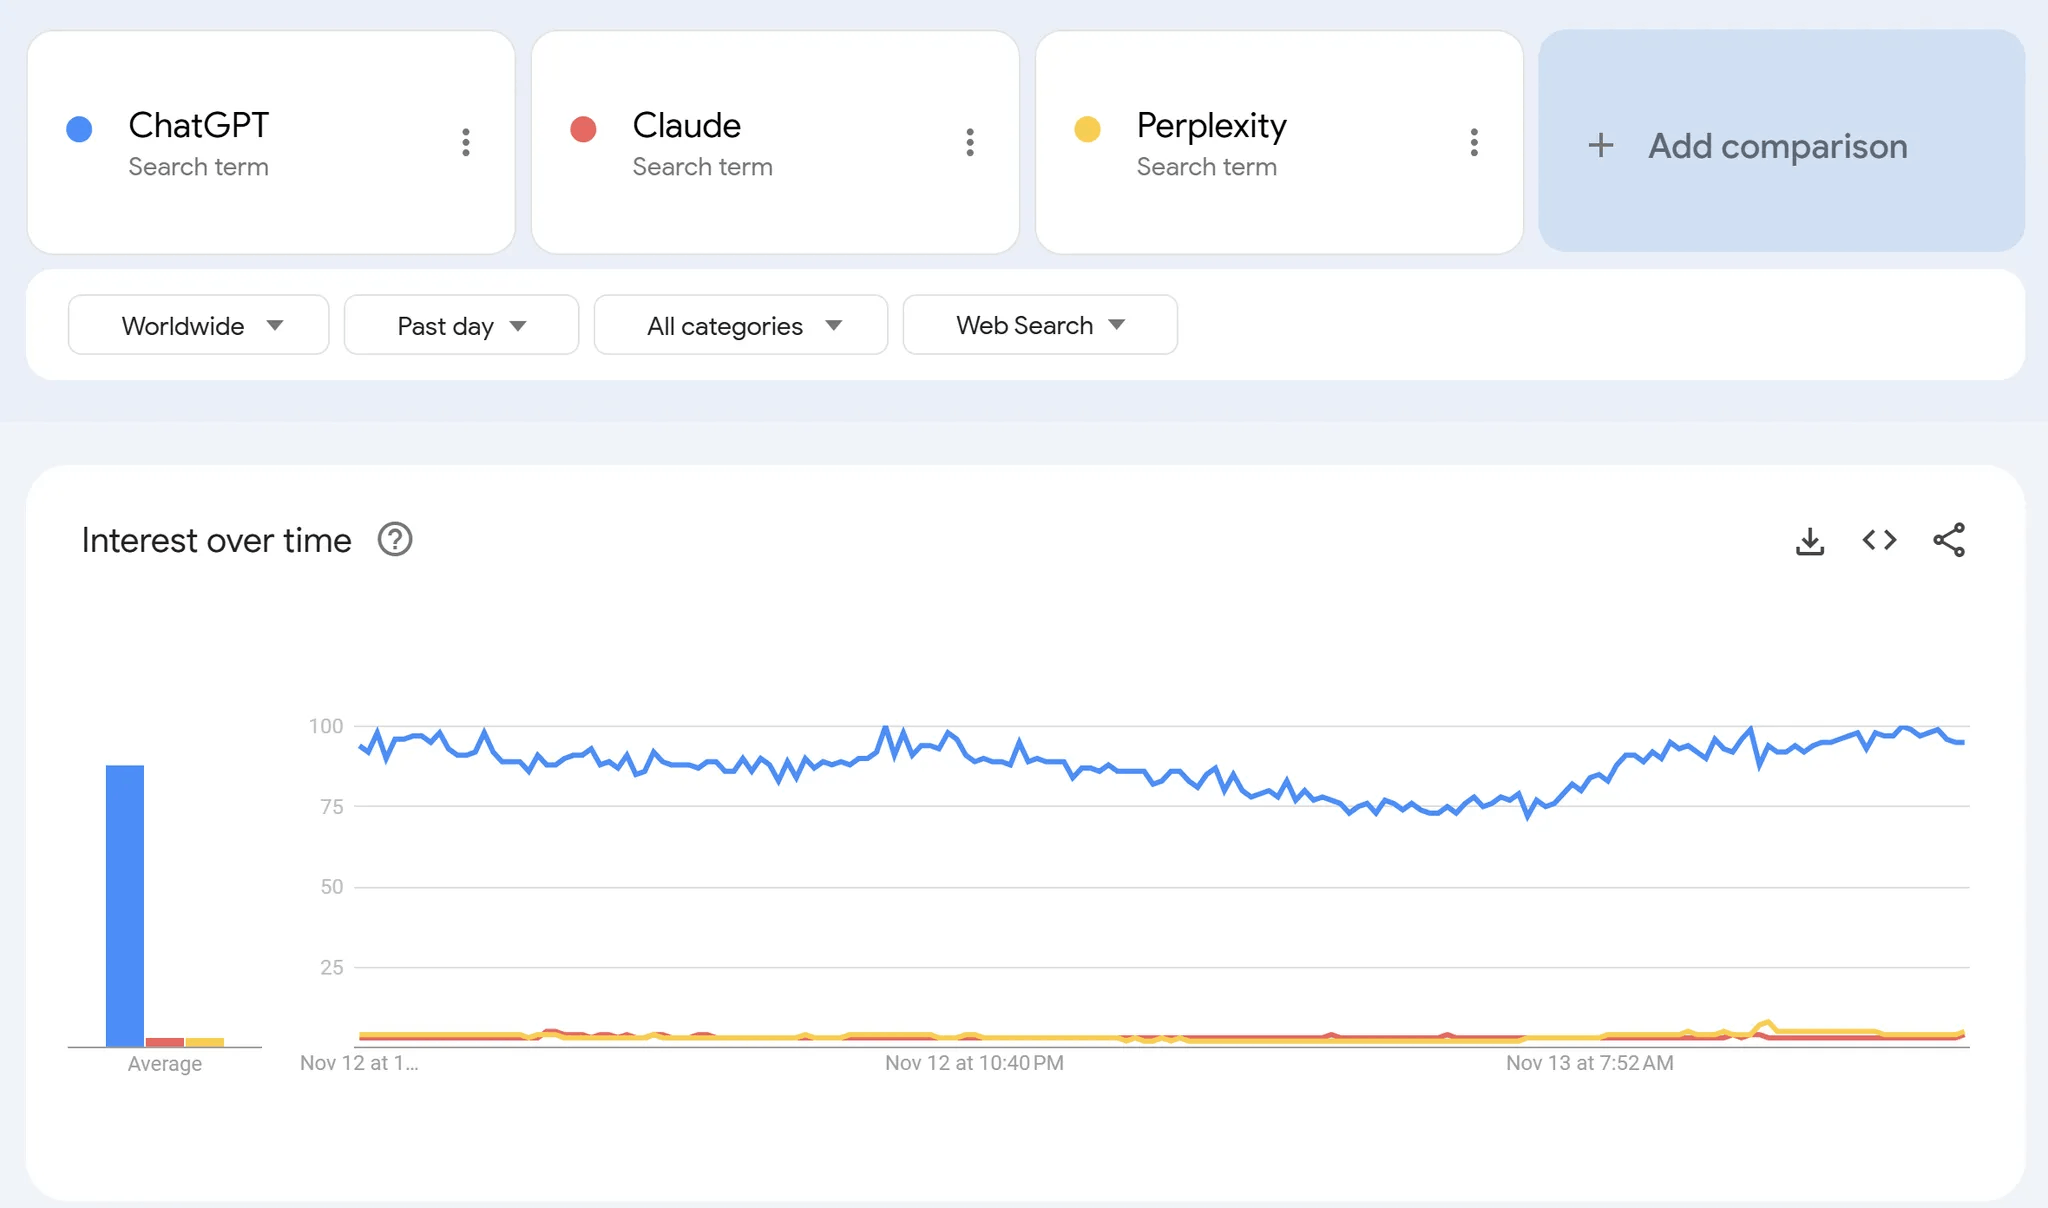 ChatGPT
Search term
Claude
Search term
Perplexity
Search term
+ Add comparison
Worldwide
Past day
All categories
Web Search
Interest over time ?
100
75
50
25
Average
Nov 12 at 1...
Nov 12 at 10:40 PM
Nov 13 at 7:52 AM